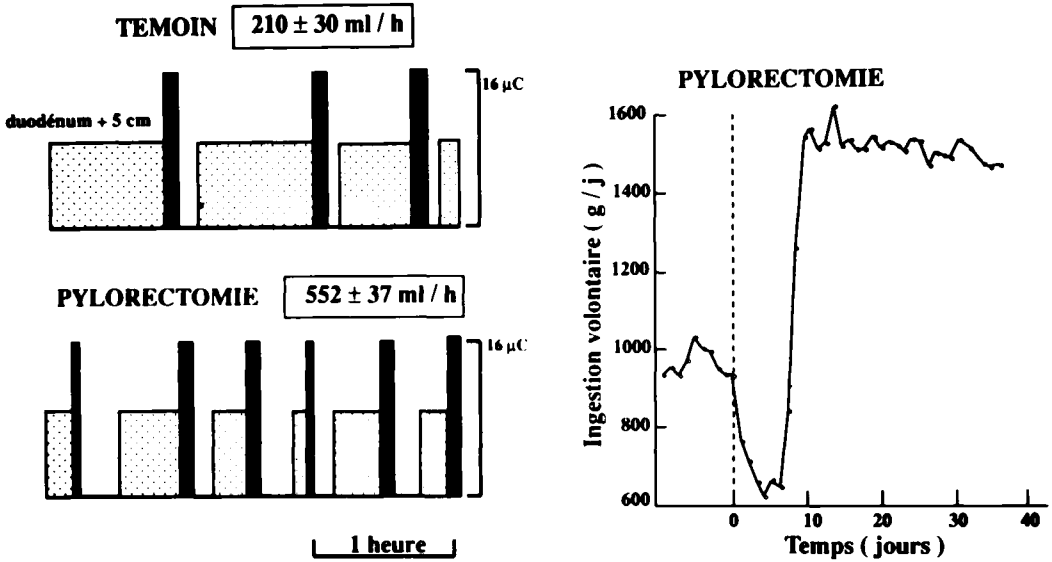 TEMOIN 210 ± 30 ml / h
16 µC
duodénum + 5 cm
PYLORECTOMIE 552 ± 37 ml / h
16 µC
1 heure
PYLORECTOMIE
1600
1400
1200
1000
800
600
Ingestion volontaire ( g / j )
0 10 20 30 40
Temps ( jours )